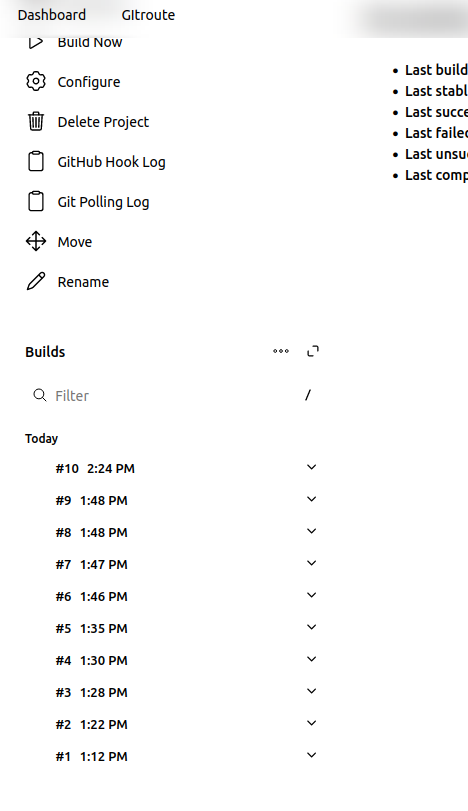 Dashboard GItroute
Build Now
Configure
Delete Project
GitHub Hook Log
Git Polling Log
Move
Rename
Builds
Filter /
Today
#10 2:24 PM
#9 1:48 PM
#8 1:48 PM
#7 1:47 PM
#6 1:46 PM
#5 1:35 PM
#4 1:30 PM
#3 1:28 PM
#2 1:22 PM
#1 1:12 PM
• Last build
• Last stabl
• Last succe
• Last failed
• Last unsu
• Last comp